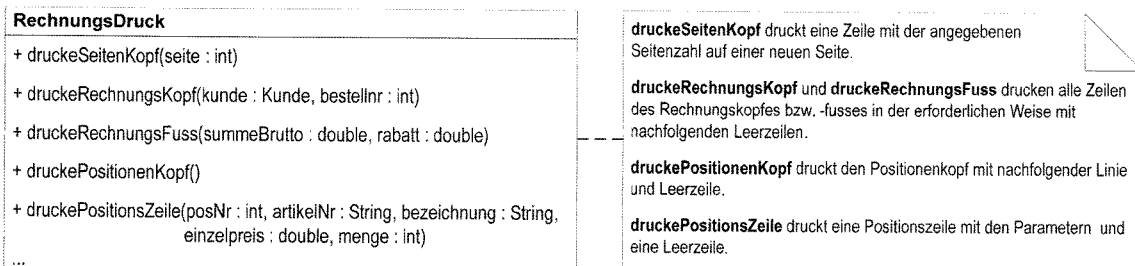 RechnungsDruck
+ druckeSeitenKopf(seite : int)
+ druckeRechnungsKopf(kunde : Kunde, bestellnr : int)
+ druckeRechnungsFuss(summeBrutto : double, rabatt : double)
+ druckePositionenKopf()
+ druckePositionsZeile(posNr : int, artikelNr : String, bezeichnung : String,
einzelpreis : double, menge : int)
...
druckeSeitenKopf druckt eine Zeile mit der angegebenen
Seitenzahl auf einer neuen Seite.
druckeRechnungsKopf und druckeRechnungsFuss drucken alle Zeilen
des Rechnungskopfes bzw. -fusses in der erforderlichen Weise mit
nachfolgenden Leerzeilen.
druckePositionenKopf druckt den Positionenkopf mit nachfolgender Linie
und Leerzeile.
druckePositionsZeile druckt eine Positionszeile mit den Parametern und
eine Leerzeile.